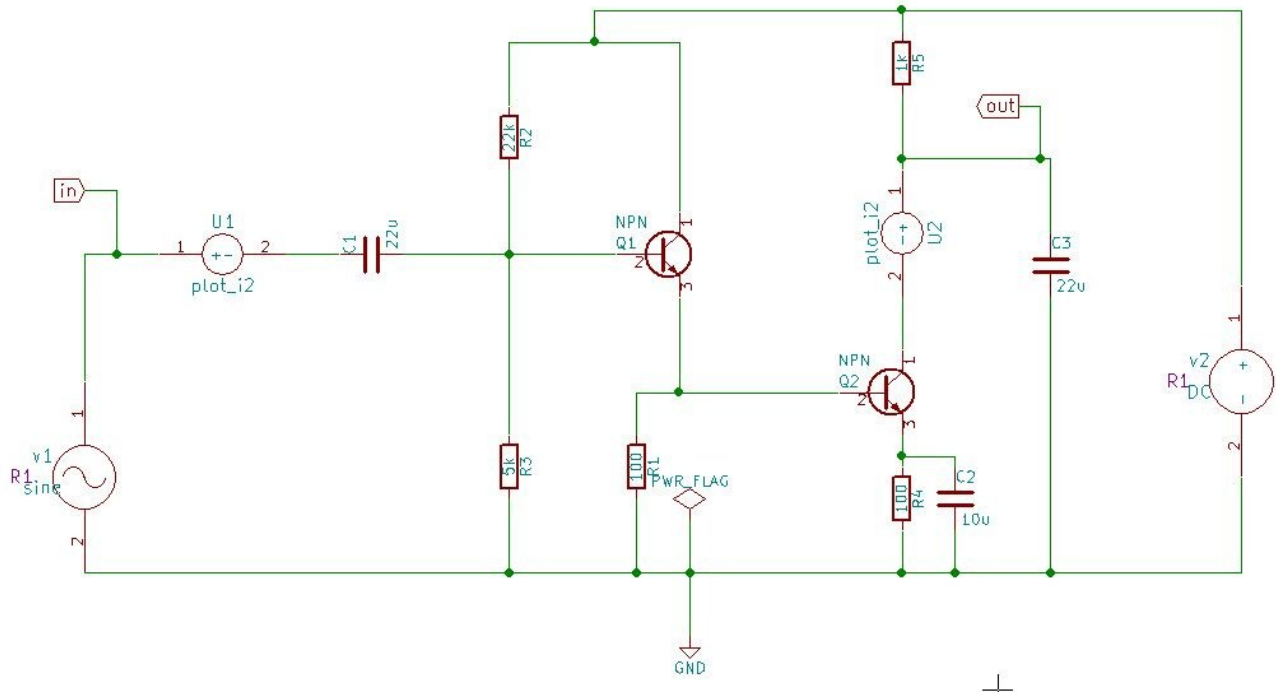 1k
R5
out
22k
R2
in
U1
1
2
plot_i2
C1
22u
NPN
Q1
1
2
3
1
plot_i2
U2
2
C3
22u
NPN
Q2
1
2
3
1
v2
+
-
R1
DC
2
1
v1
R1
sine
2
5k
R3
100
R1
PWR_FLAG
100
R4
C2
10u
GND